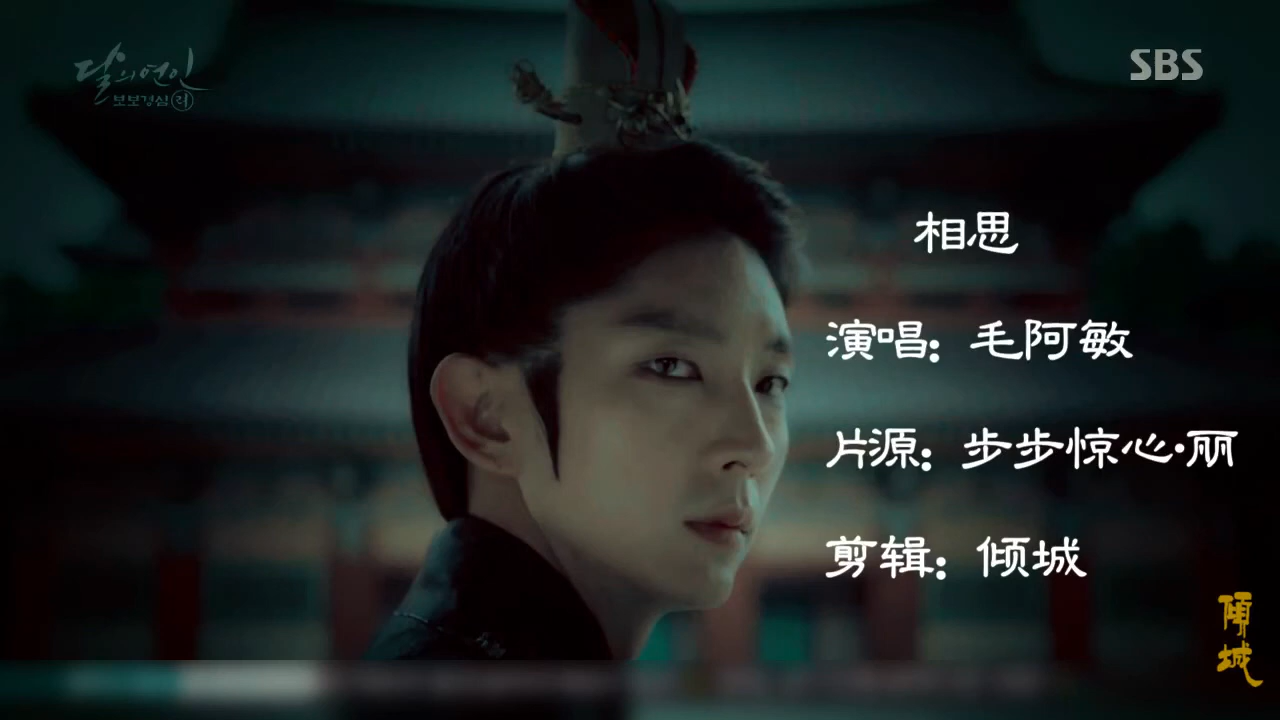 달의 연인
보보경심 려
SBS
相思
演唱：毛阿敏
片源：步步惊心·丽
剪辑：倾城
倾城